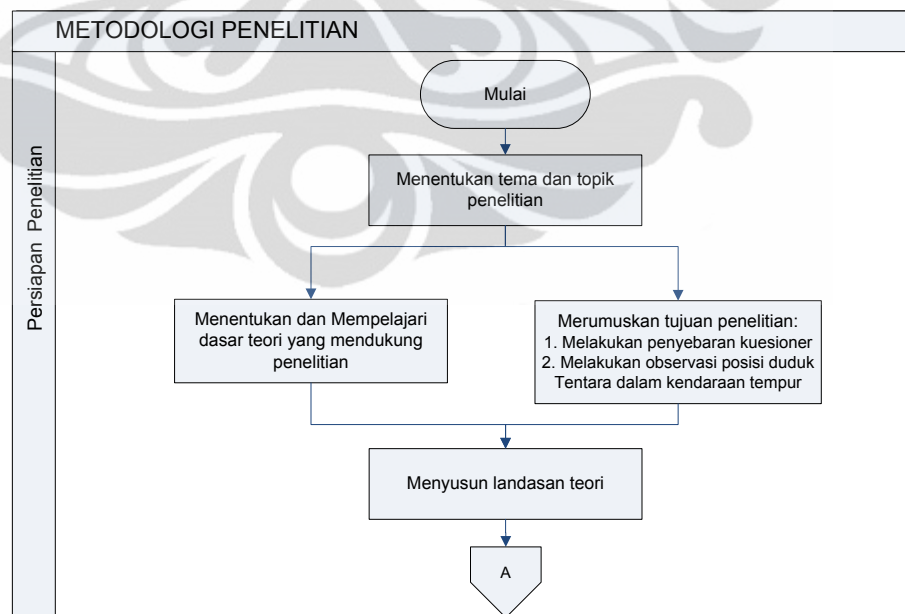 METODOLOGI PENELITIAN
Persiapan Penelitian
Mulai
Menentukan tema dan topik
penelitian
Menentukan dan Mempelajari
dasar teori yang mendukung
penelitian
Merumuskan tujuan penelitian:
1. Melakukan penyebaran kuesioner
2. Melakukan observasi posisi duduk
Tentara dalam kendaraan tempur
Menyusun landasan teori
A